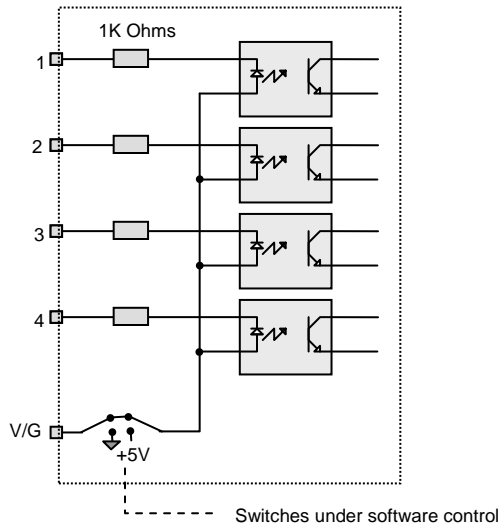 1K Ohms
1
2
3
4
V/G
+5V
Switches under software control